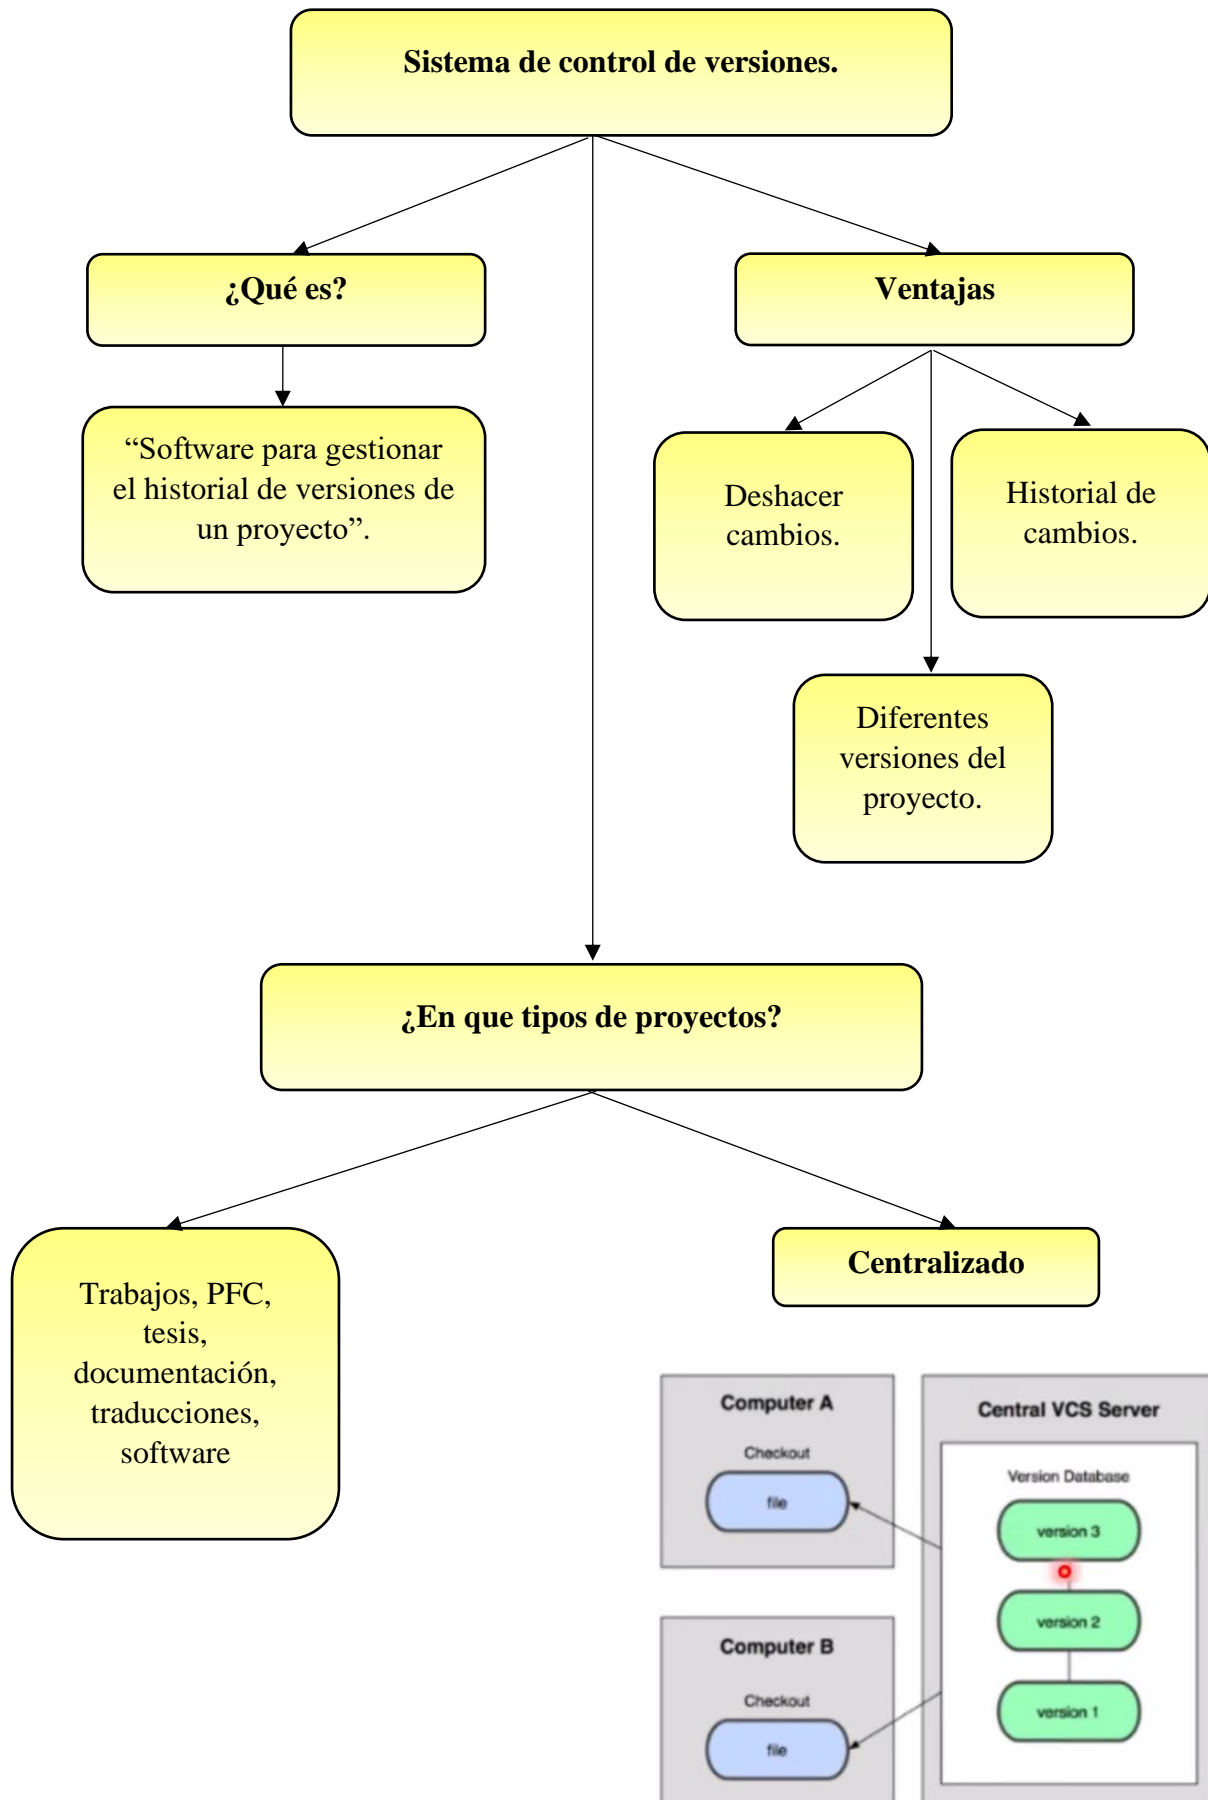 Sistema de control de versiones.
¿Qué es?
Ventajas
“Software para gestionar
el historial de versiones de
un proyecto”.
Deshacer
cambios.
Historial de
cambios.
Diferentes
versiones del
proyecto.
¿En que tipos de proyectos?
Trabajos, PFC,
tesis,
documentación,
traducciones,
software
Centralizado
Computer A
Checkout
file
Central VCS Server
Version Database
version 3
version 2
version 1
Computer B
Checkout
file